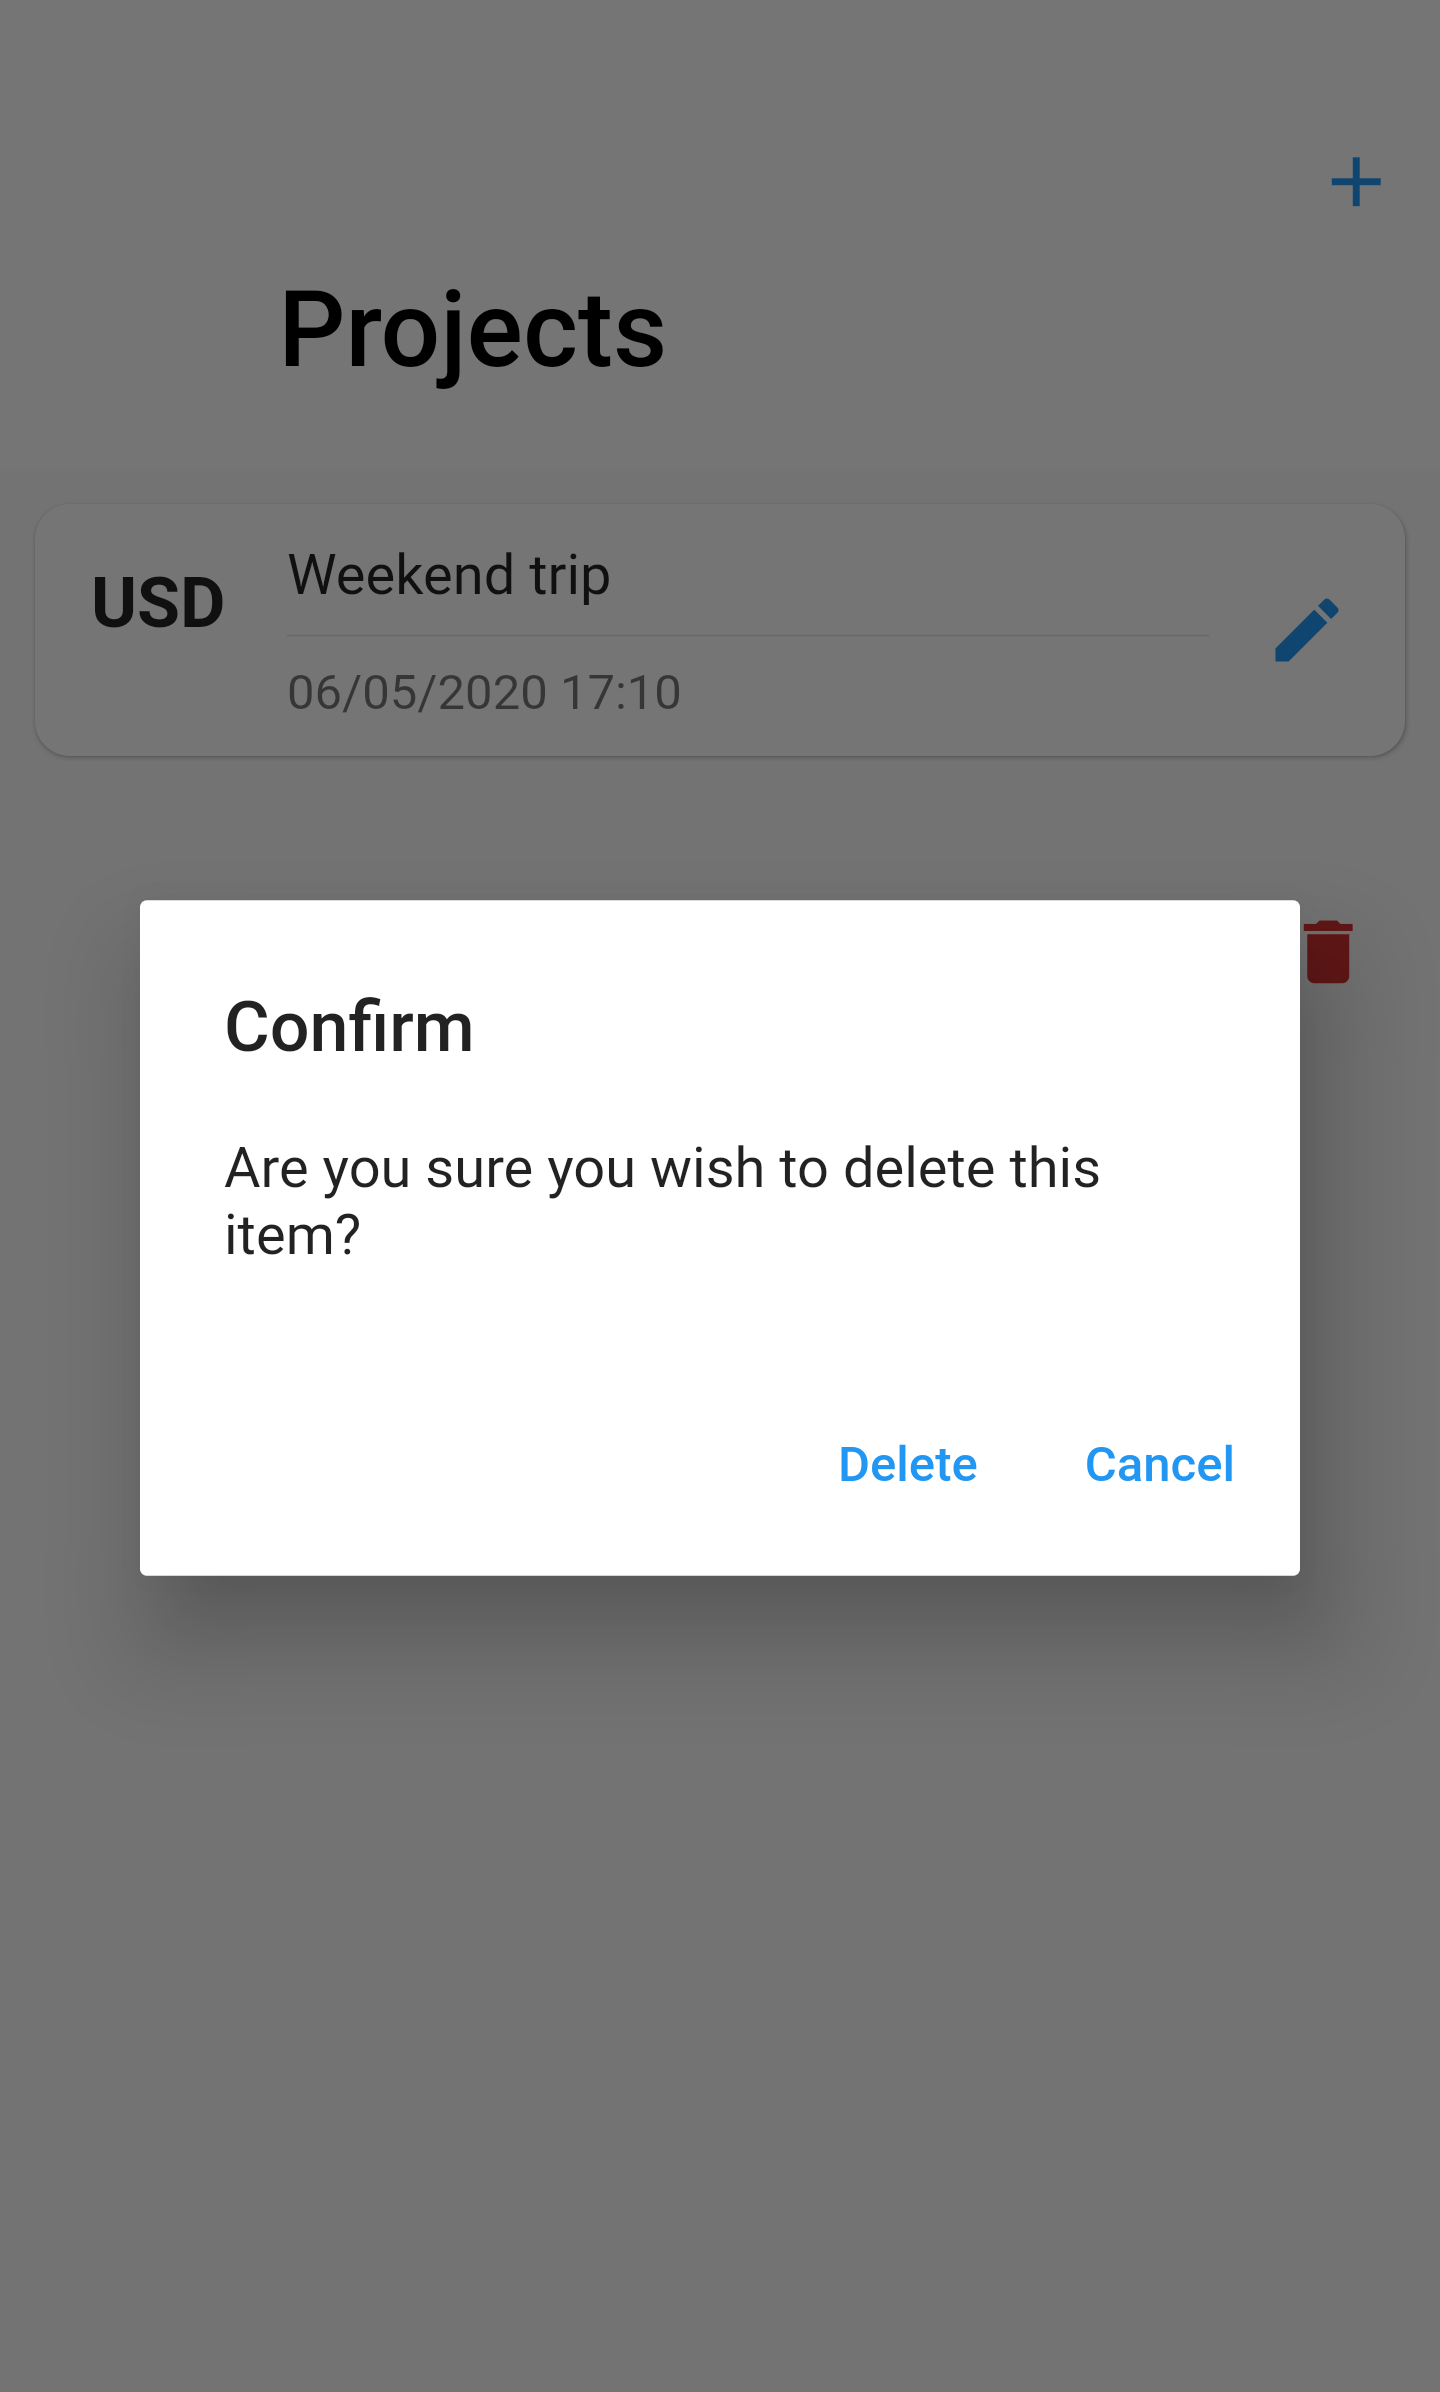 Projects
USD
Weekend trip
06/05/2020 17:10
Confirm
Are you sure you wish to delete this
item?
Delete Cancel